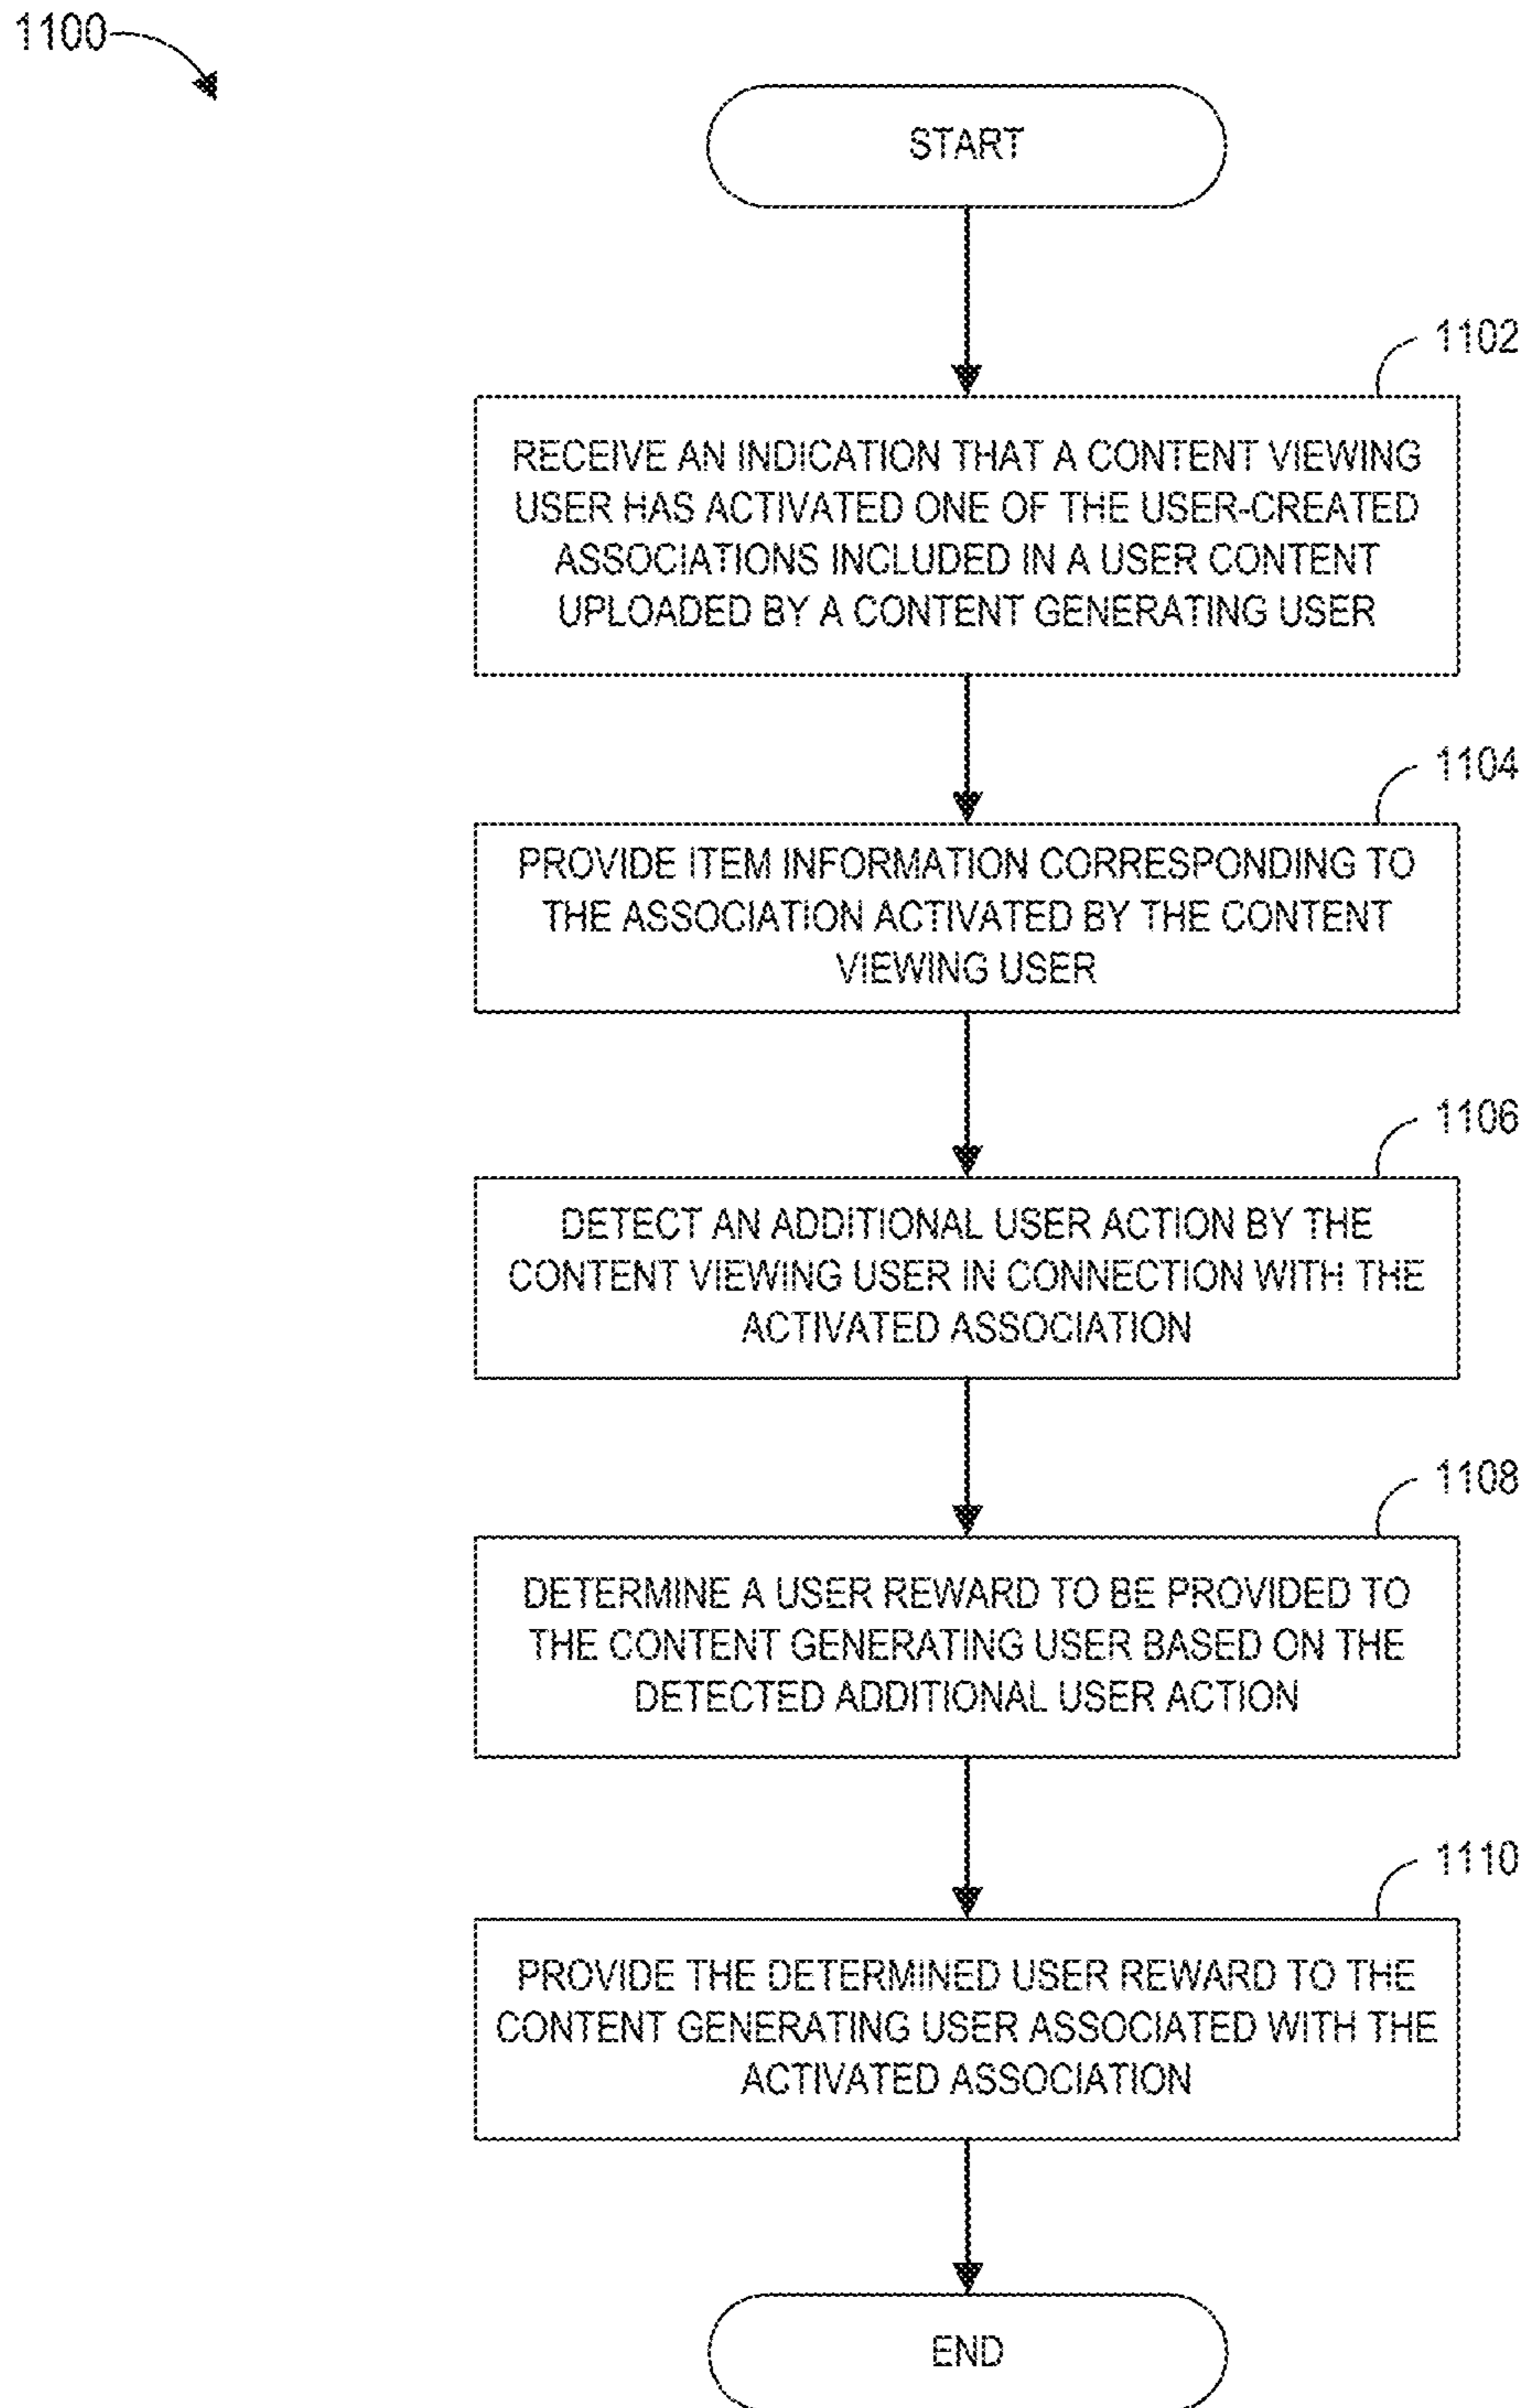 1100
START
1102
RECEIVE AN INDICATION THAT A CONTENT VIEWING
USER HAS ACTIVATED ONE OF THE USER-CREATED
ASSOCIATIONS INCLUDED IN A USER CONTENT
UPLOADED BY A CONTENT GENERATING USER
1104
PROVIDE ITEM INFORMATION CORRESPONDING TO
THE ASSOCIATION ACTIVATED BY THE CONTENT
VIEWING USER
1106
DETECT AN ADDITIONAL USER ACTION BY THE
CONTENT VIEWING USER IN CONNECTION WITH THE
ACTIVATED ASSOCIATION
1108
DETERMINE A USER REWARD TO BE PROVIDED TO
THE CONTENT GENERATING USER BASED ON THE
DETECTED ADDITIONAL USER ACTION
1110
PROVIDE THE DETERMINED USER REWARD TO THE
CONTENT GENERATING USER ASSOCIATED WITH THE
ACTIVATED ASSOCIATION
END